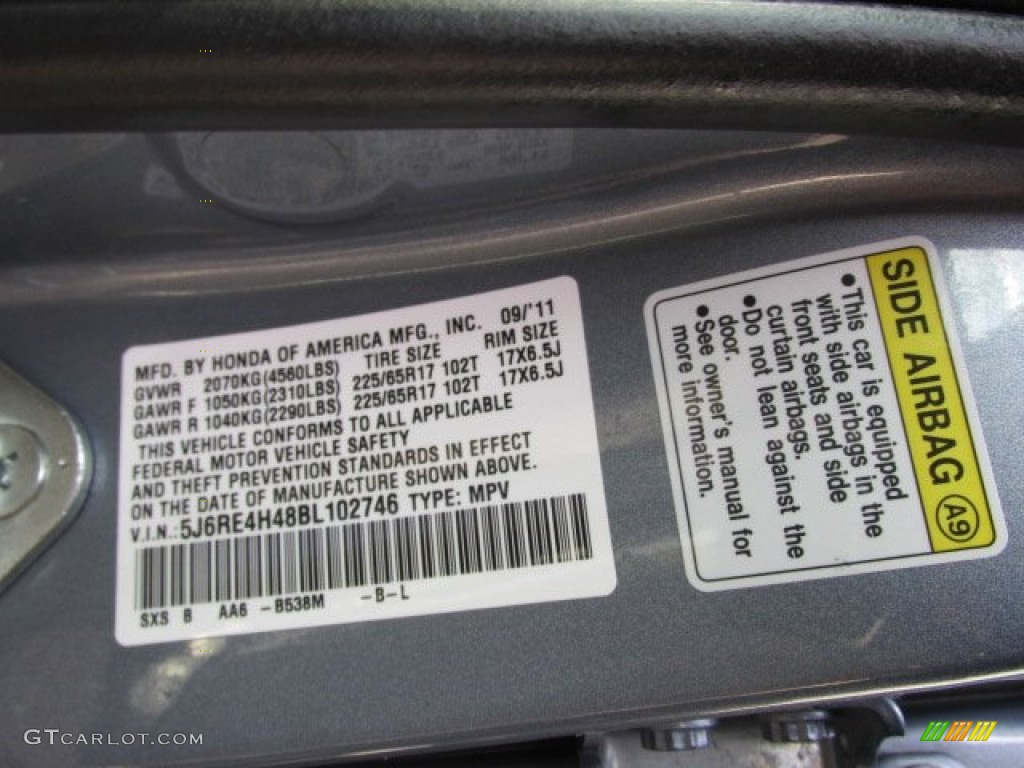 MFD. BY HONDA OF AMERICA MFG., INC. 09/'11
TIRE SIZE RIM SIZE
GVWR 2070KG(4560LBS)
GAWR F 1050KG(2310LBS) 225/65R17 102T 17X6.5J
GAWR R 1040KG(2290LBS) 225/65R17 102T 17X6.5J
THIS VEHICLE CONFORMS TO ALL APPLICABLE
FEDERAL MOTOR VEHICLE SAFETY
AND THEFT PREVENTION STANDARDS IN EFFECT
ON THE DATE OF MANUFACTURE SHOWN ABOVE.
V.I.N.:5J6RE4H48BL102746 TYPE: MPV
SXS B AA6 -B538M -B-L
SIDE AIRBAG A9
•This car is equipped
with side airbags in the
front seats and side
curtain airbags.
•Do not lean against the
door.
•See owner's manual for
more information.
GTCARLOT.COM